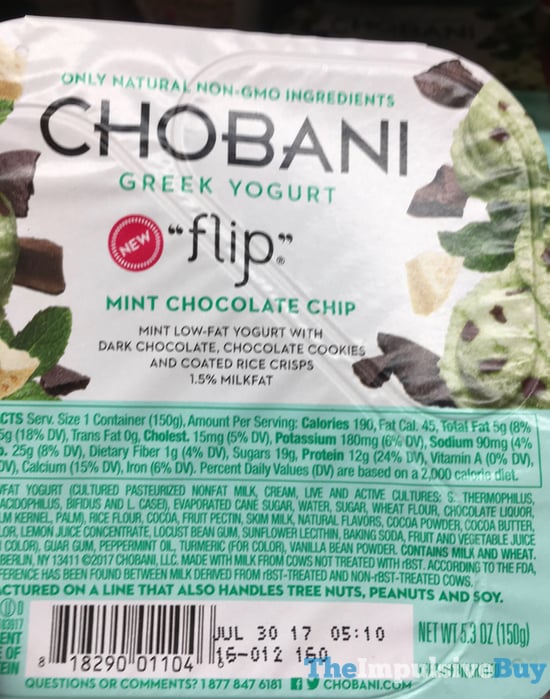 ONLY NATURAL NON-GMO INGREDIENTS
CHOBANI
GREEK YOGURT
NEW
"flip."®
MINT CHOCOLATE CHIP
MINT LOW-FAT YOGURT WITH
DARK CHOCOLATE, CHOCOLATE COOKIES
AND COATED RICE CRISPS
1.5% MILKFAT
CTS Serv. Size 1 Container (150g), Amount Per Serving: Calories 190, Fat Cal. 45, Total Fat 5g (8%
5g (18% DV), Trans Fat 0g, Cholest. 15mg (5% DV), Potassium 180mg (6% DV), Sodium 90mg (4%
25g (8% DV), Dietary Fiber 1g (4% DV), Sugars 19g, Protein 12g (24% DV), Vitamin A (0% DV),
DV), Calcium (15% DV), Iron (6% DV). Percent Daily Values (DV) are based on a 2,000 calorie diet.
FAT YOGURT (CULTURED PASTEURIZED NONFAT MILK, CREAM, LIVE AND ACTIVE CULTURES: S. THERMOPHILUS,
ACIDOPHILUS, BIFIDUS AND L. CASEI), EVAPORATED CANE SUGAR, WATER, SUGAR, WHEAT FLOUR, CHOCOLATE LIQUOR,
LM KERNEL, PALM), RICE FLOUR, COCOA, FRUIT PECTIN, SKIM MILK, NATURAL FLAVORS, COCOA POWDER, COCOA BUTTER,
LOR, LEMON JUICE CONCENTRATE, LOCUST BEAN GUM, SUNFLOWER LECITHIN, BAKING SODA, FRUIT AND VEGETABLE JUICE
COLOR), GUAR GUM, PEPPERMINT OIL, TURMERIC (FOR COLOR), VANILLA BEAN POWDER. CONTAINS MILK AND WHEAT.
BERLIN, NY 13411 ©2017 CHOBANI, LLC. MADE WITH MILK FROM COWS NOT TREATED WITH rBST. ACCORDING TO THE FDA,
FERENCE HAS BEEN FOUND BETWEEN MILK DERIVED FROM rBST-TREATED AND NON-rBST-TREATED COWS.
CTURED ON A LINE THAT ALSO HANDLES TREE NUTS, PEANUTS AND SOY.
D
ENT
E OF
EIN
8 18290 01104
JUL 30 17 05:10
16-012 160
NET WT 5.3 OZ (150g)
QUESTIONS OR COMMENTS? 1 877 847 6181 CHOBANI.COM
TheImpulsiveBuy